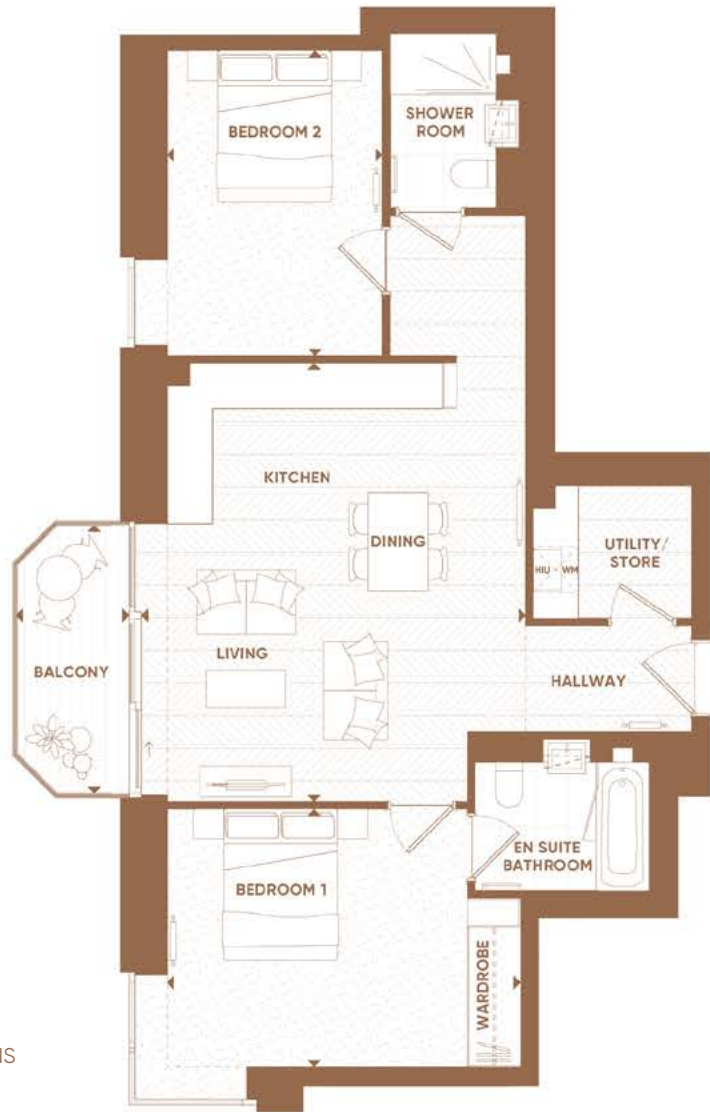 BEDROOM 2
SHOWER
ROOM
KITCHEN
DINING
UTILITY/
STORE
HIU
WM
LIVING
BALCONY
HALLWAY
EN SUITE
BATHROOM
BEDROOM 1
WARDROBE